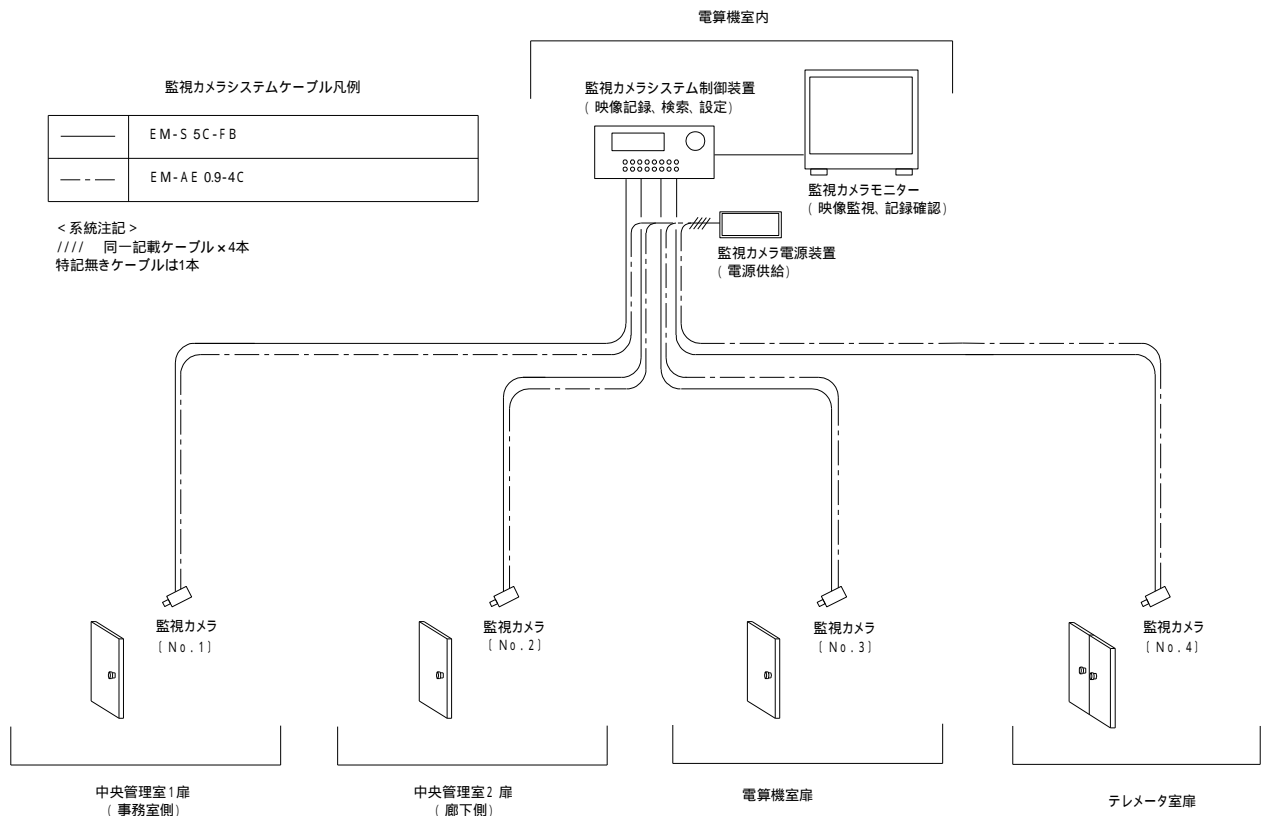 電算機室内
監視カメラシステムケーブル凡例
EM-S 5C-FB
EM-AE 0.9-4C
<系統注記>
//// 同一記載ケーブル×4本
特記無きケーブルは1本
監視カメラシステム制御装置
(映像記録、検索、設定)
監視カメラモニター
(映像監視、記録確認)
監視カメラ電源装置
(電源供給)
監視カメラ
[No.1]
監視カメラ
[No.2]
監視カメラ
[No.3]
監視カメラ
[No.4]
中央管理室1扉
(事務室側)
中央管理室2扉
(廊下側)
電算機室扉
テレメータ室扉